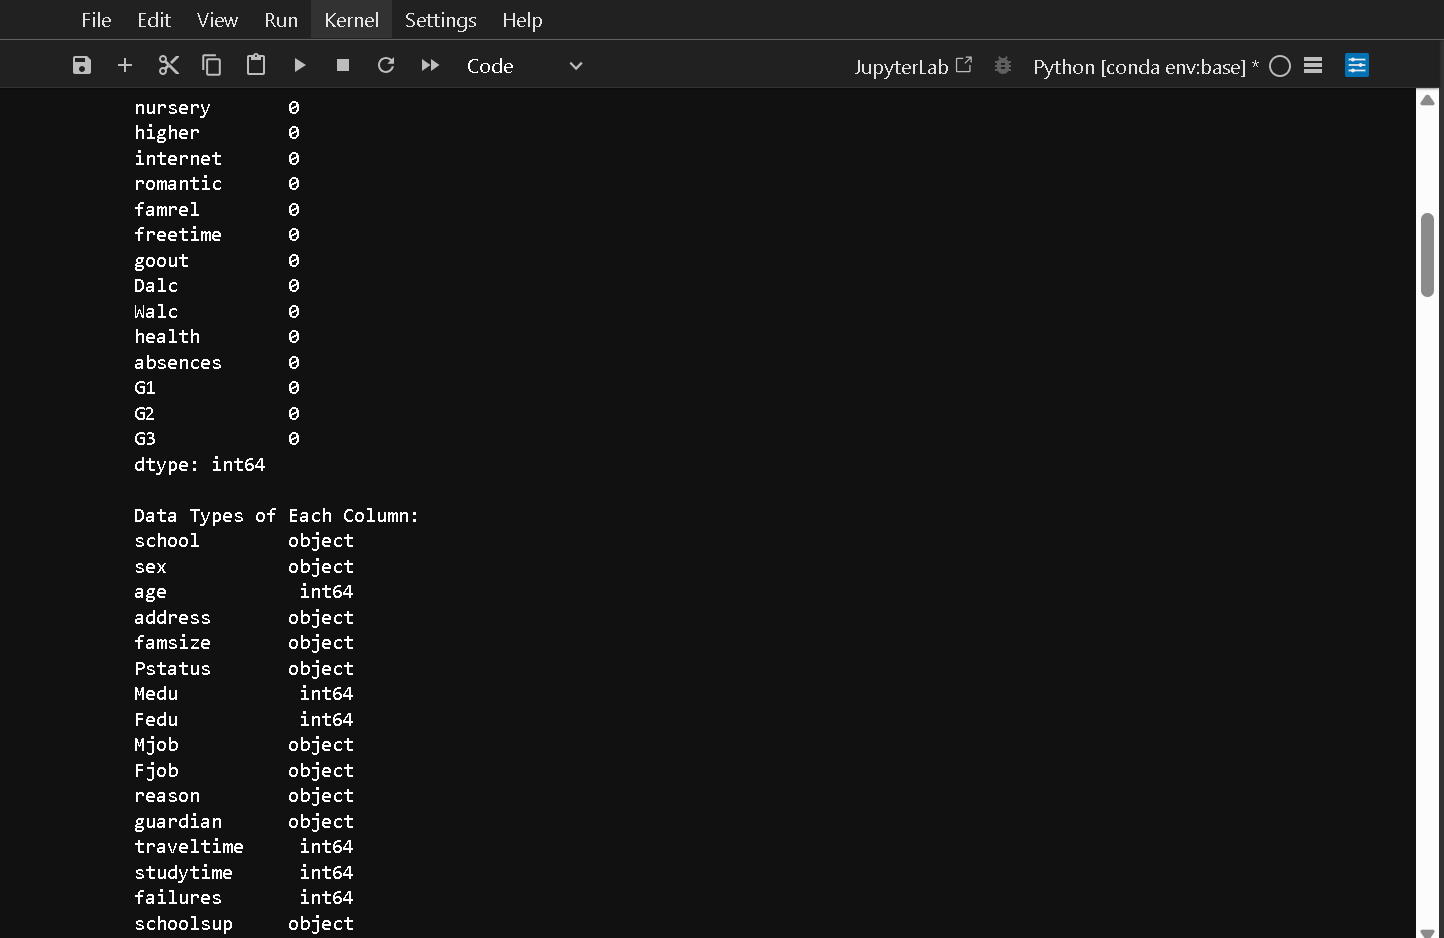 File Edit View Run Kernel Settings Help
Code JupyterLab Python [conda env:base] *
nursery 0
higher 0
internet 0
romantic 0
famrel 0
freetime 0
goout 0
Dalc 0
Walc 0
health 0
absences 0
G1 0
G2 0
G3 0
dtype: int64
Data Types of Each Column:
school object
sex object
age int64
address object
famsize object
Pstatus object
Medu int64
Fedu int64
Mjob object
Fjob object
reason object
guardian object
traveltime int64
studytime int64
failures int64
schoolsup object